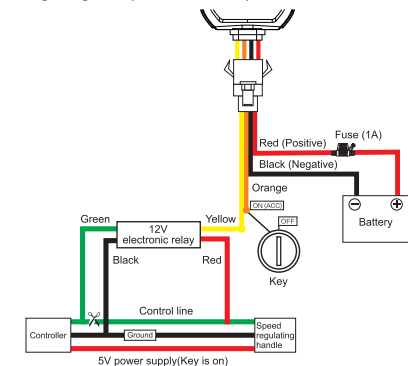 Red (Positive)
Fuse (1A)
Black (Negative)
Orange
ON (ACC)
OFF
Battery
Key
Green
12V
electronic relay
Yellow
Black
Red
Control line
Controller
Ground
Speed
regulating
handle
5V power supply(Key is on)